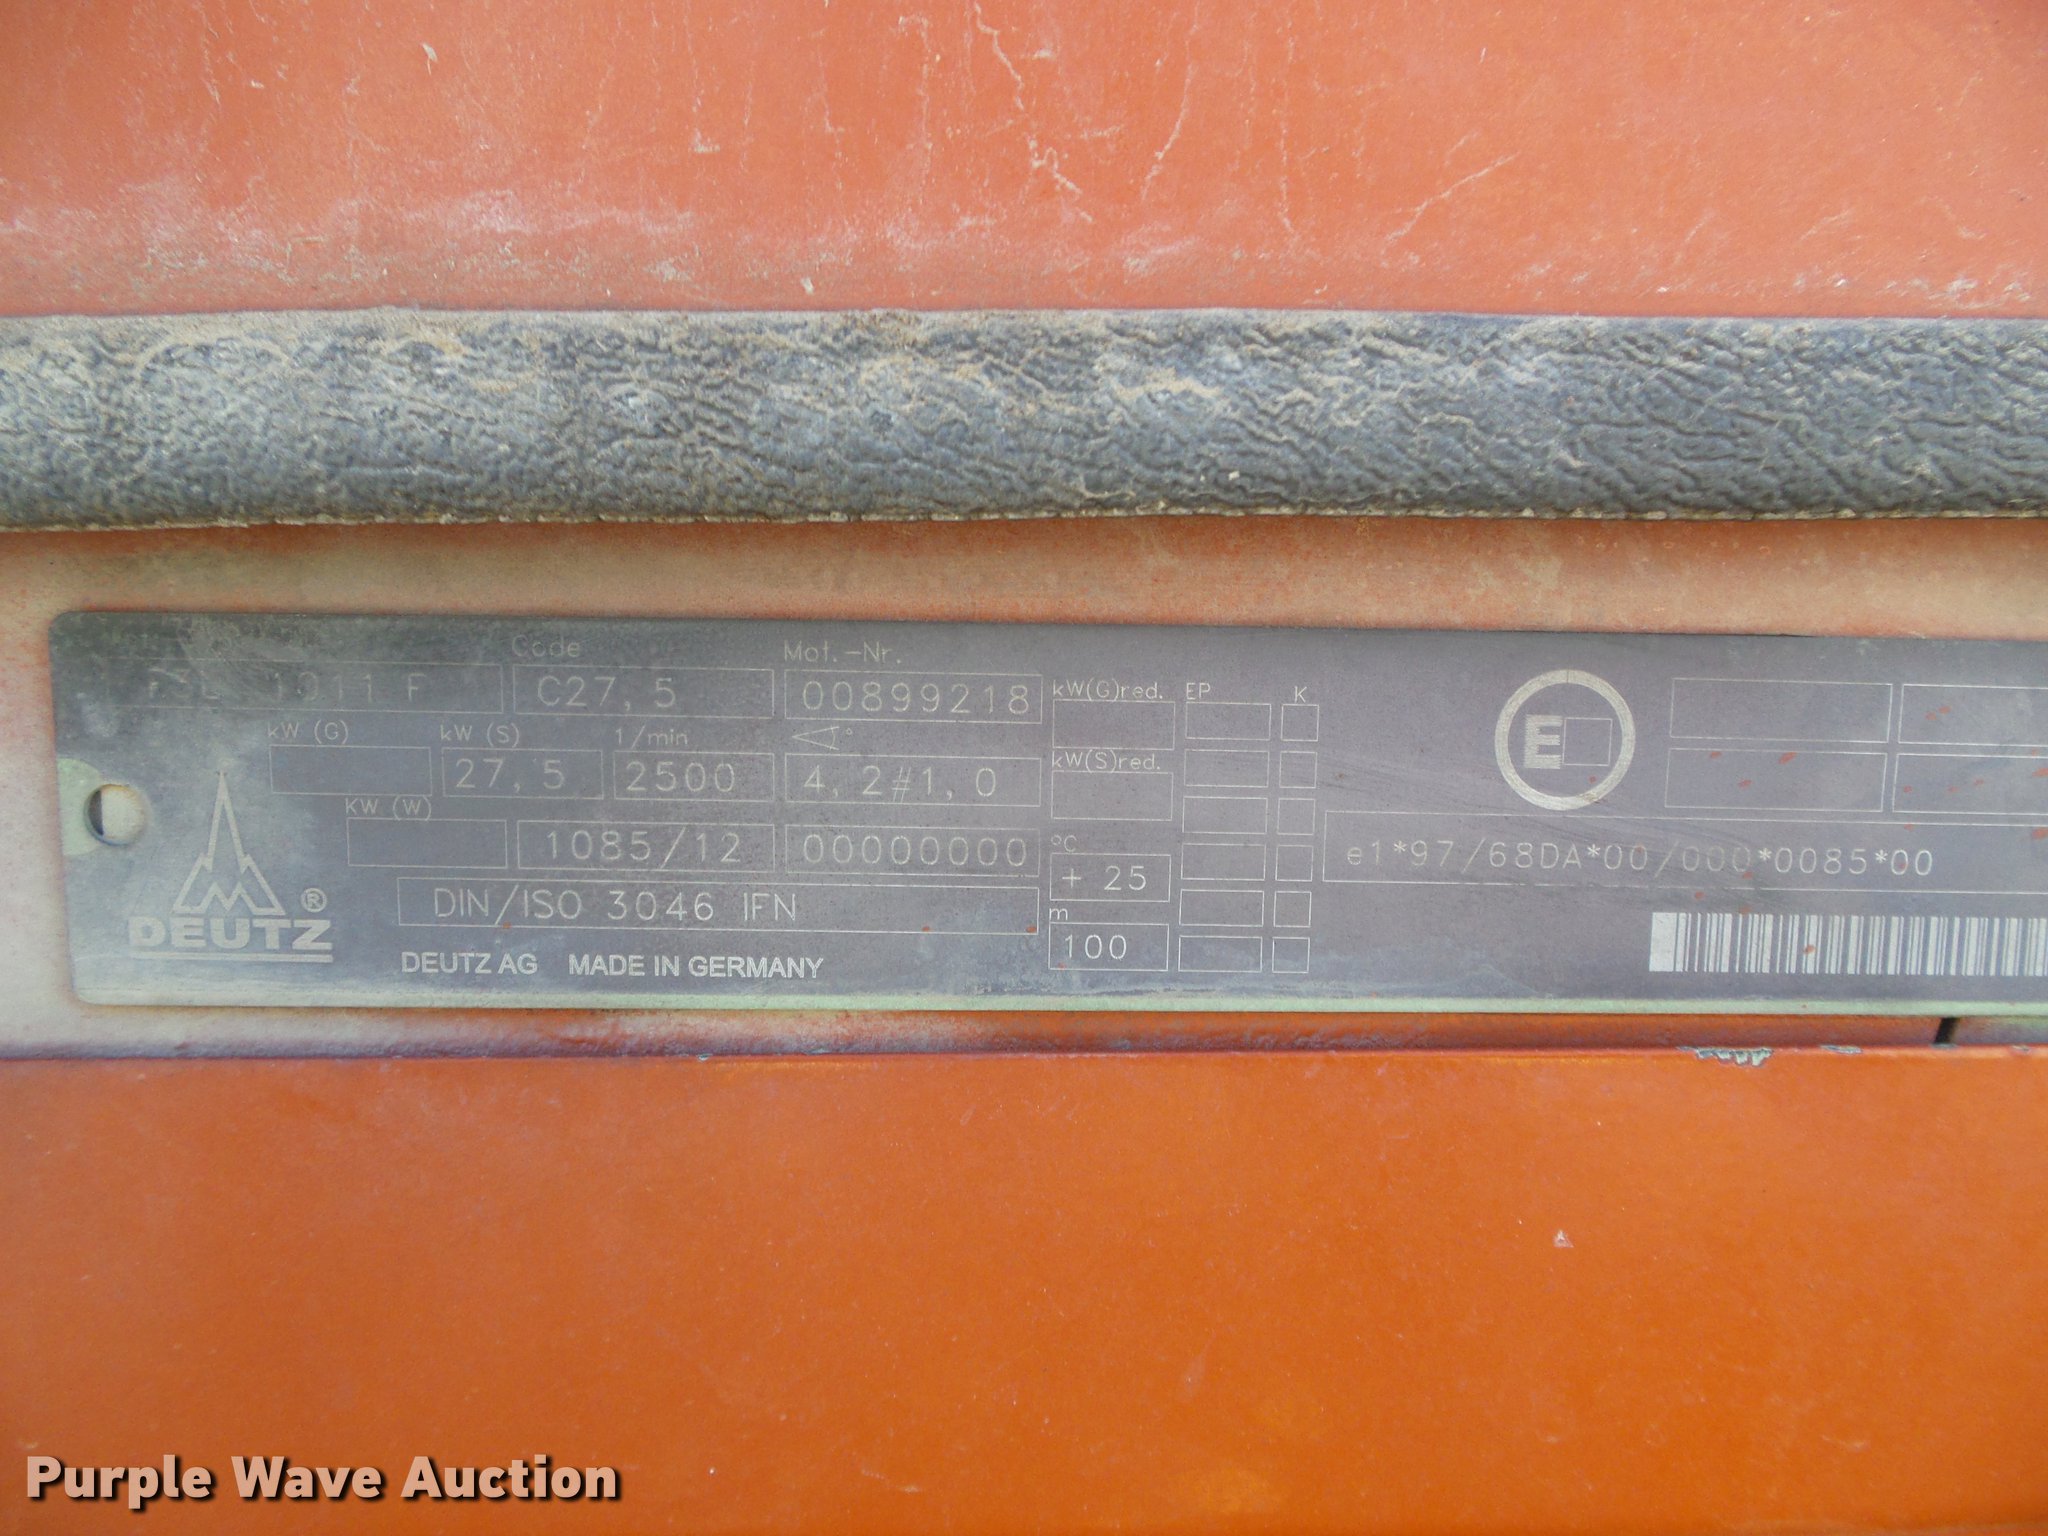 Code Mot.-Nr.
1011 F C27,5 00899218 kW(G)red. EP K
kW (G) kW (S) 1/min
27,5 2500 4,2#1,0 kW(S)red.
E
kW (W)
1085/12 00000000 °C
+ 25 e1*97/68DA*00/000*0085*00
DIN/ISO 3046 IFN m
100
DEUTZ ®
DEUTZ AG MADE IN GERMANY
Purple Wave Auction